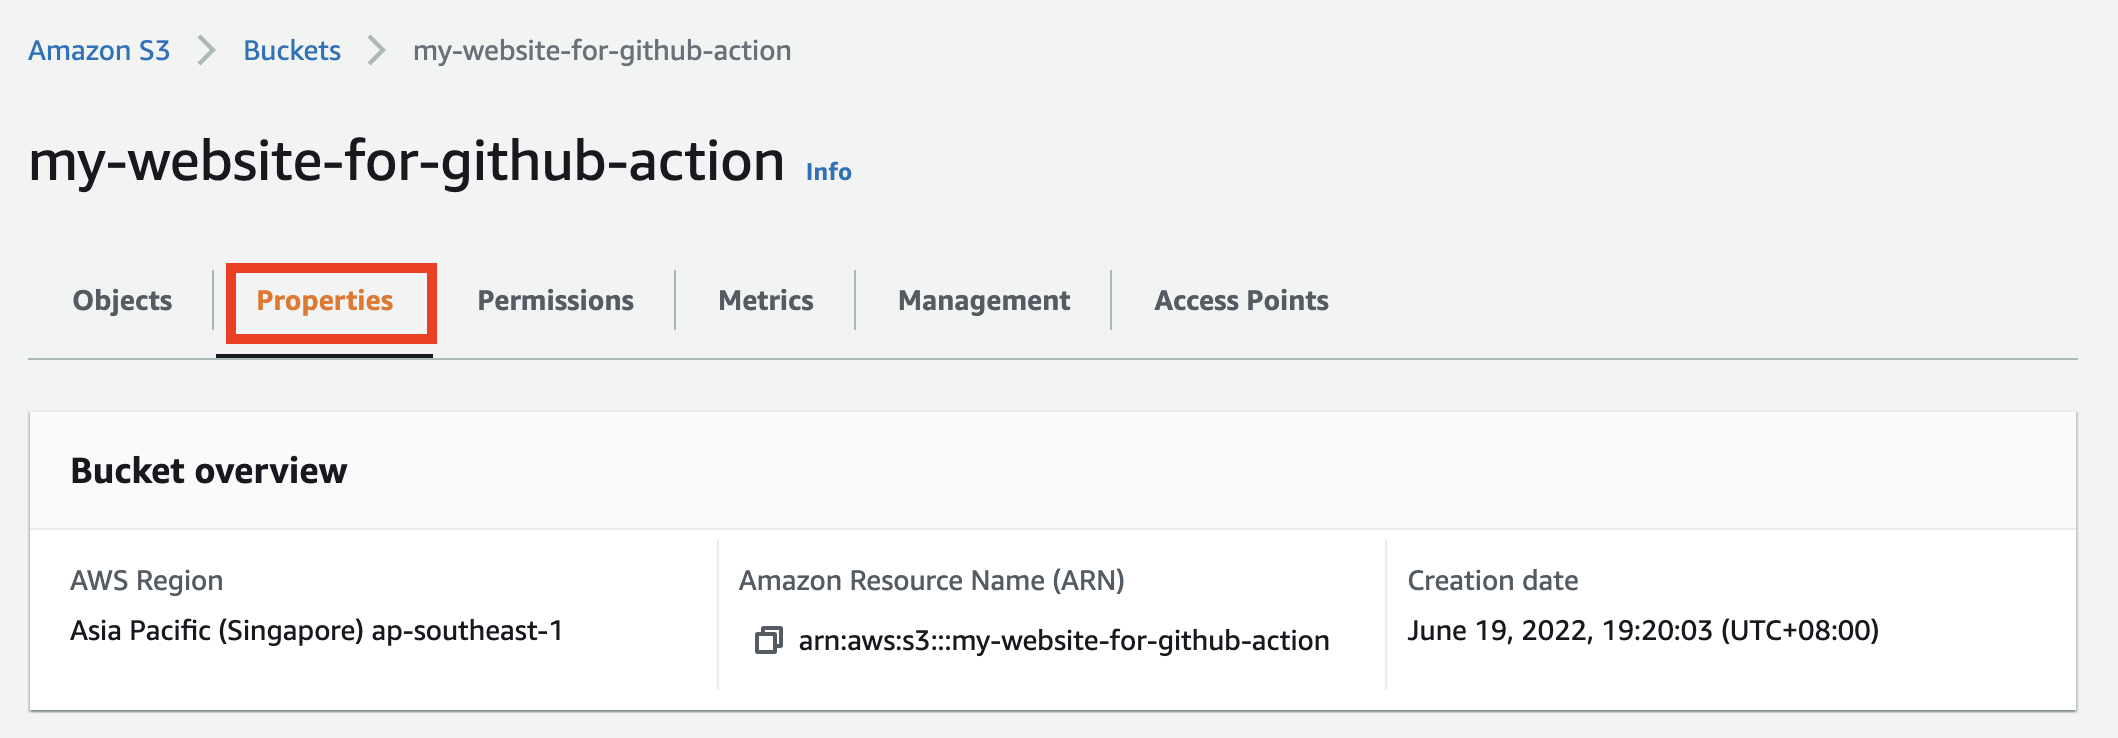 Amazon S3 Buckets my-website-for-github-action
my-website-for-github-action Info
Objects Properties Permissions Metrics Management Access Points
Bucket overview
AWS Region
Asia Pacific (Singapore) ap-southeast-1
Amazon Resource Name (ARN)
arn:aws:s3:::my-website-for-github-action
Creation date
June 19, 2022, 19:20:03 (UTC+08:00)